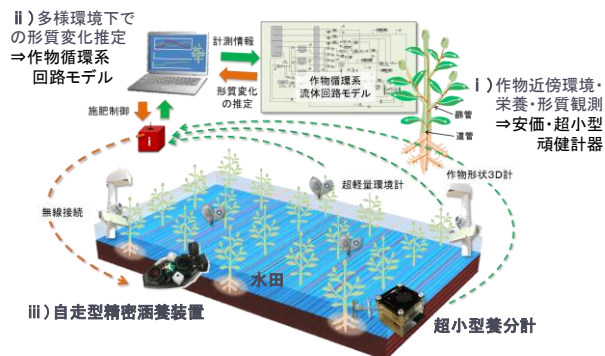 ⅱ)多様環境下で
の形質変化推定
⇒作物循環系
回路モデル
計測情報
形質変化
の推定
作物循環系
流体回路モデル
篩管
道管
ⅰ)作物近傍環境・
栄養・形質観測
⇒安価・超小型
頑健計器
施肥制御
i
無線接続
超軽量環境計
作物形状3D計
水田
ⅲ)自走型精密涵養装置
超小型養分計